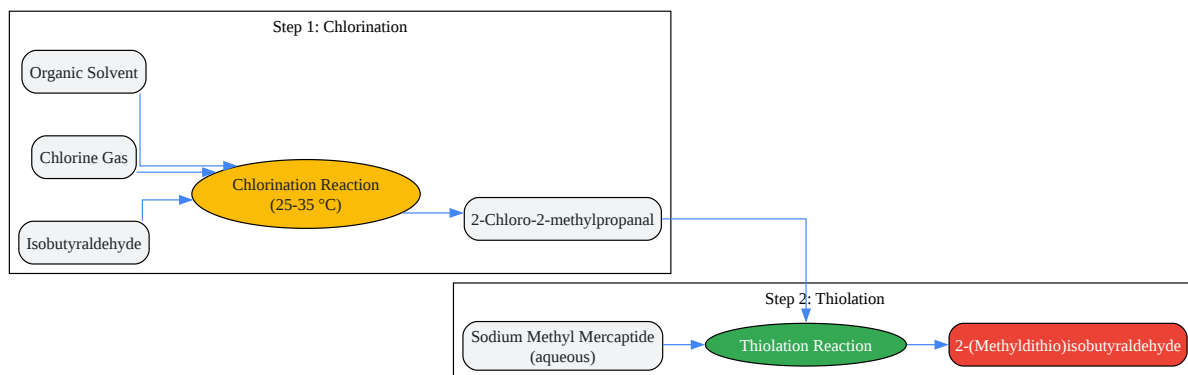 Step 1: Chlorination
Organic Solvent
Chlorine Gas
Isobutyraldehyde
Chlorination Reaction
(25-35 °C)
2-Chloro-2-methylpropanal
Step 2: Thiolation
Sodium Methyl Mercaptide
(aqueous)
Thiolation Reaction
2-(Methyldithio)isobutyraldehyde